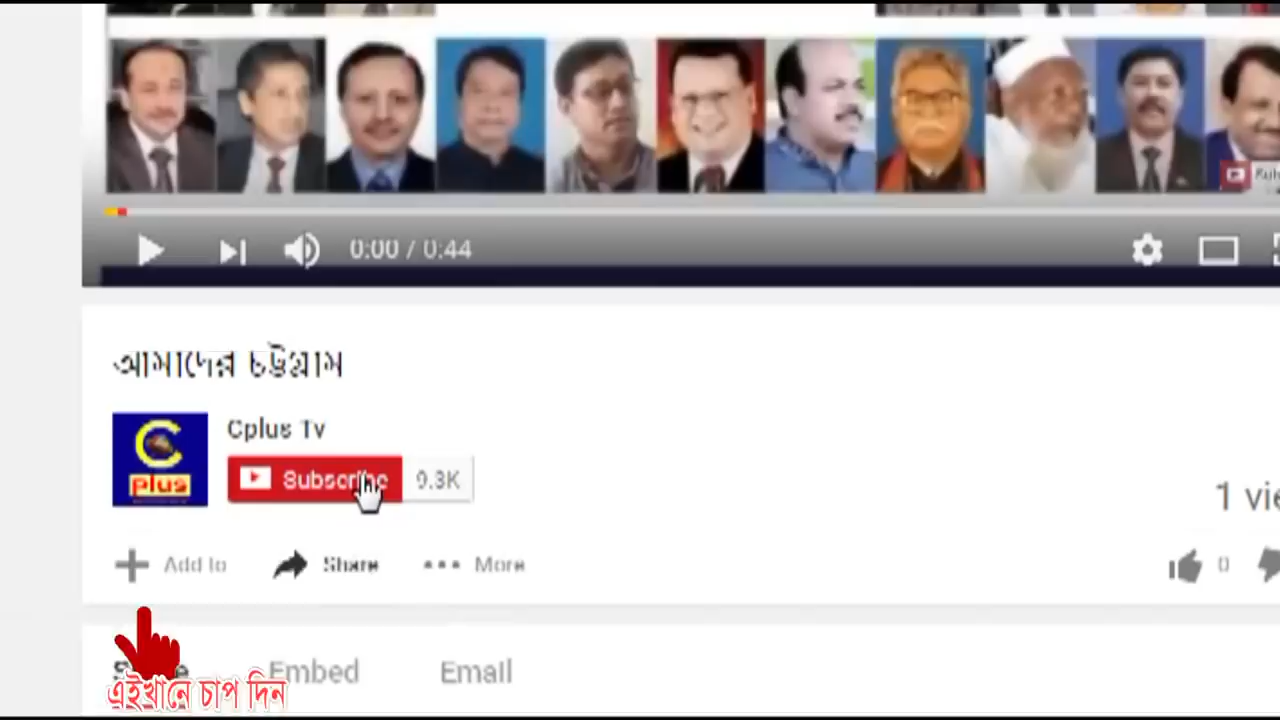 0:00 / 0:44
আমাদের চট্টগ্রাম
C
plus
Cplus Tv
Subscribe 9.3K
1 vie
Add to Share More
0
Embed Email
এইখানে চাপ দিন